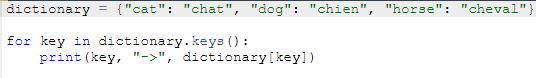 dictionary = {"cat": "chat", "dog": "chien", "horse": "cheval"}
for key in dictionary.keys():
    print(key, "->", dictionary[key])